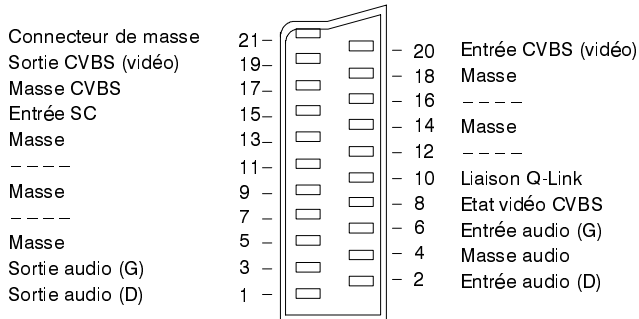 Connecteur de masse 21
Sortie CVBS (vidéo) 19
Masse CVBS 17
Entrée SC 15
Masse 13
---- 11
Masse 9
---- 7
Masse 5
Sortie audio (G) 3
Sortie audio (D) 1
20 Entrée CVBS (vidéo)
18 Masse
16 ----
14 Masse
12 ----
10 Liaison Q-Link
8 Etat vidéo CVBS
6 Entrée audio (G)
4 Masse audio
2 Entrée audio (D)